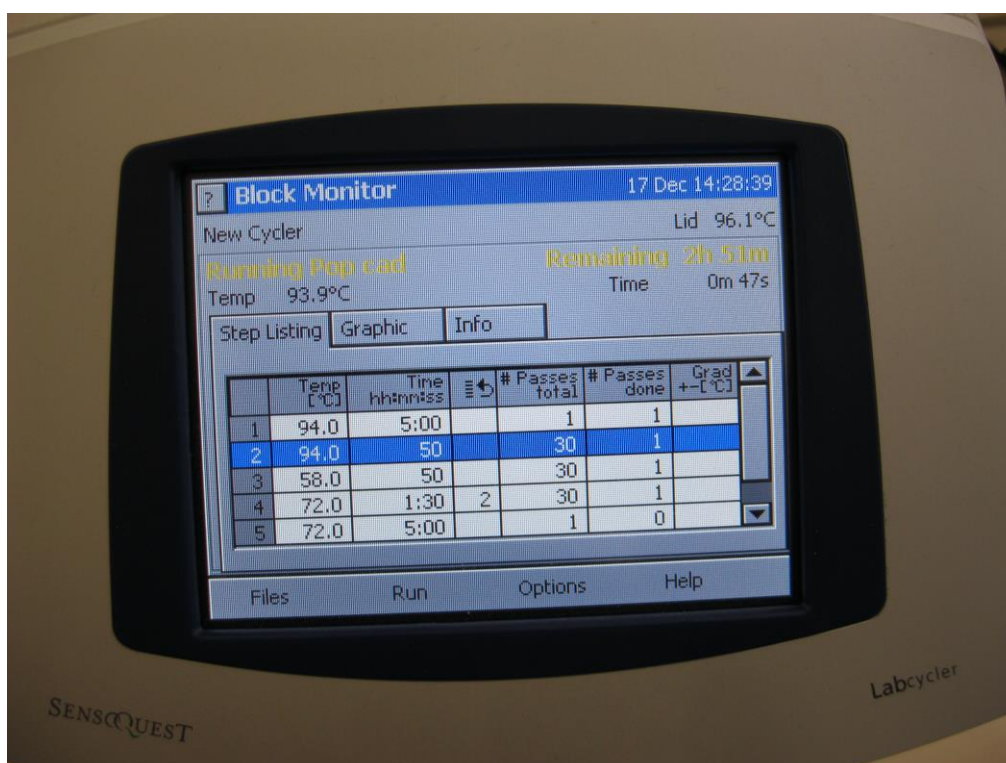 ? Block Monitor 17 Dec 14:28:39
New Cycler Lid 96.1°C
Running Pop cad Remaining 2h 51m
Temp 93.9°C Time 0m 47s
Step Listing Graphic Info
Temp [°C] Time hh:mm:ss # Passes total # Passes done Grad +-[°C]
1 94.0 5:00 1 1
2 94.0 50 30 1
3 58.0 50 30 1
4 72.0 1:30 2 30 1
5 72.0 5:00 1 0
Files Run Options Help
SENSOQUEST Labcycler